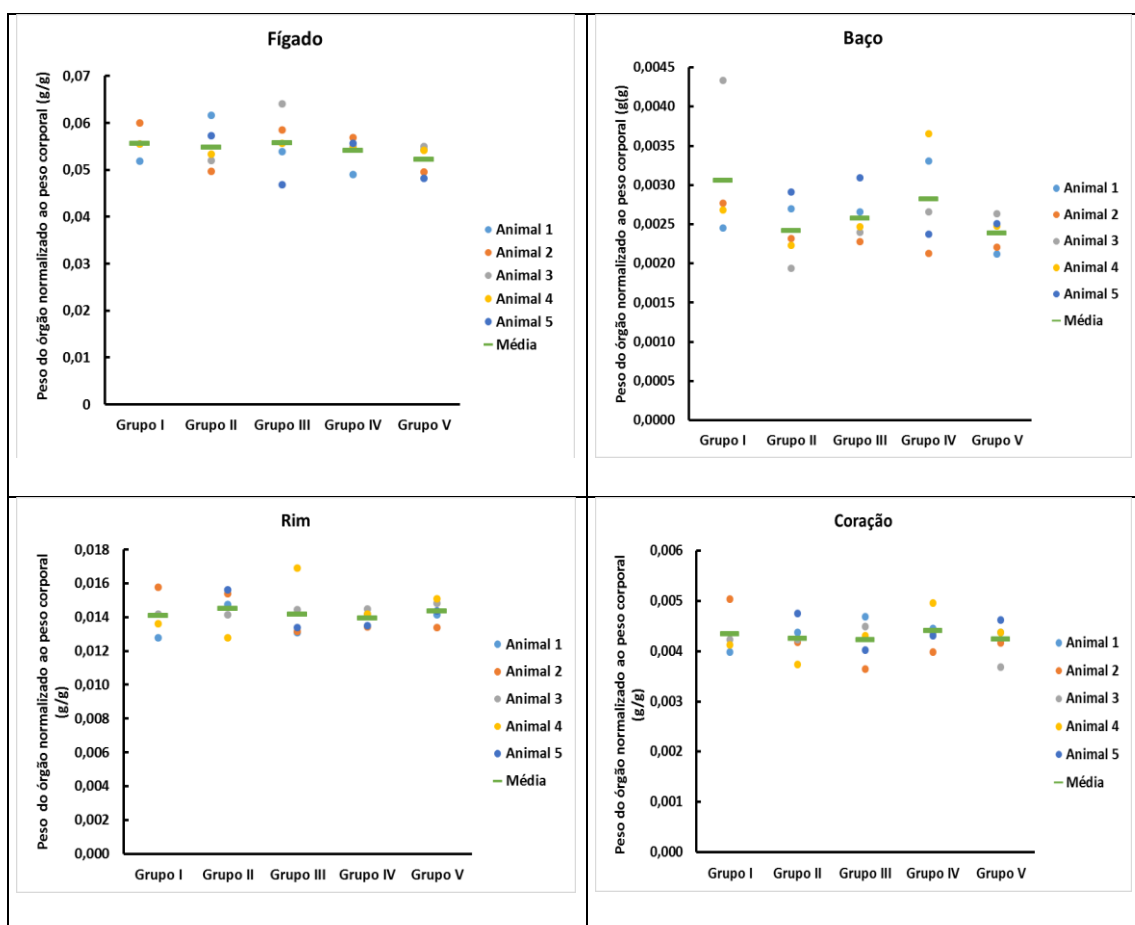 Fígado
Peso do órgão normalizado ao peso corporal (g/g)
0,07
0,06
0,05
0,04
0,03
0,02
0,01
0
Grupo I Grupo II Grupo III Grupo IV Grupo V
Animal 1
Animal 2
Animal 3
Animal 4
Animal 5
Média
Baço
Peso do órgão normalizado ao peso corporal (g(g)
0,0045
0,0040
0,0035
0,0030
0,0025
0,0020
0,0015
0,0010
0,0005
0,0000
Grupo I Grupo II Grupo III Grupo IV Grupo V
Animal 1
Animal 2
Animal 3
Animal 4
Animal 5
Média
Rim
Peso do órgão normalizado ao peso corporal
(g/g)
0,018
0,016
0,014
0,012
0,010
0,008
0,006
0,004
0,002
0,000
Grupo I Grupo II Grupo III Grupo IV Grupo V
Animal 1
Animal 2
Animal 3
Animal 4
Animal 5
Média
Coração
Peso do órgão normalizado ao peso corporal
(g/g)
0,006
0,005
0,004
0,003
0,002
0,001
0,000
Grupo I Grupo II Grupo III Grupo IV Grupo V
Animal 1
Animal 2
Animal 3
Animal 4
Animal 5
Média